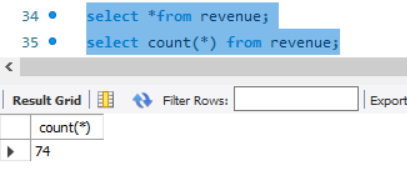 34 select *from revenue;
35 select count(*) from revenue;
Result Grid Filter Rows: Export
count(*)
74